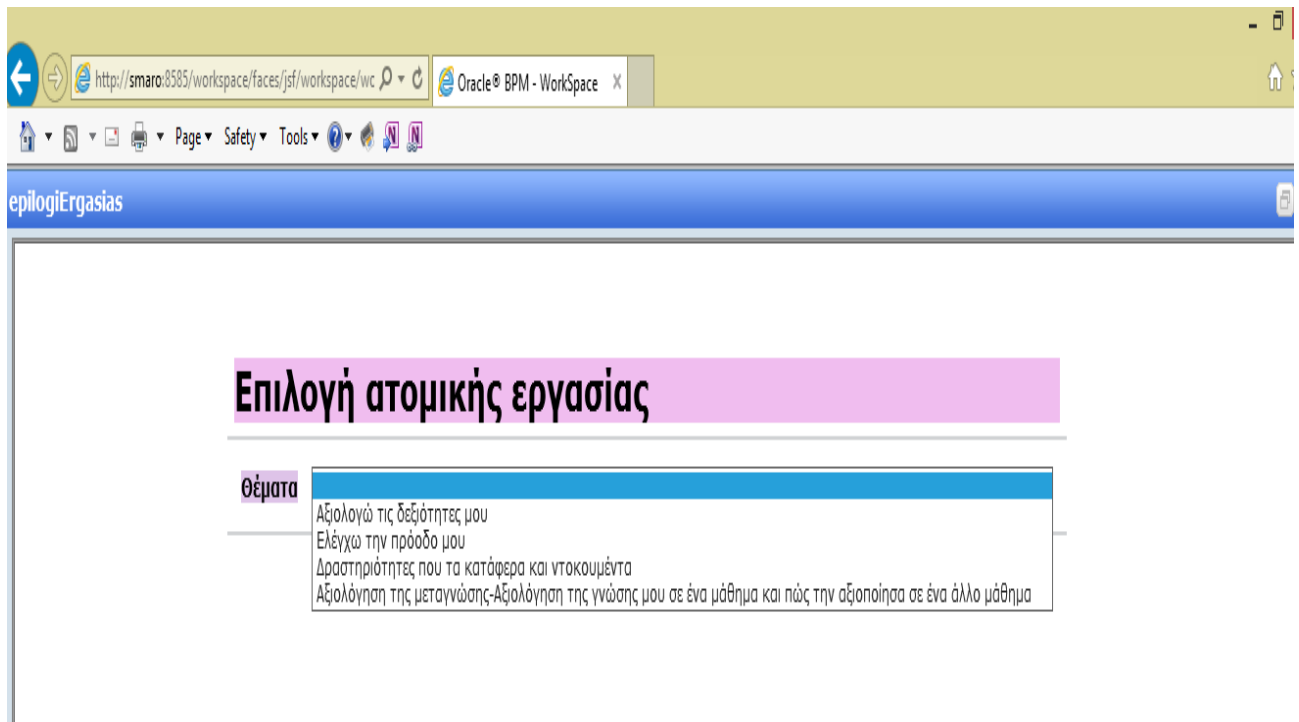 http://smaro:8585/workspace/faces/jsf/workspace/wc
Oracle® BPM - WorkSpace
Page Safety Tools
epilogiErgasias
Επιλογή ατομικής εργασίας
Θέματα
Αξιολογώ τις δεξιότητες μου
Ελέγχω την πρόοδο μου
Δραστηριότητες που τα κατάφερα και ντοκουμέντα
Αξιολόγηση της μεταγνώσης-Αξιολόγηση της γνώσης μου σε ένα μάθημα και πώς την αξιοποίησα σε ένα άλλο μάθημα